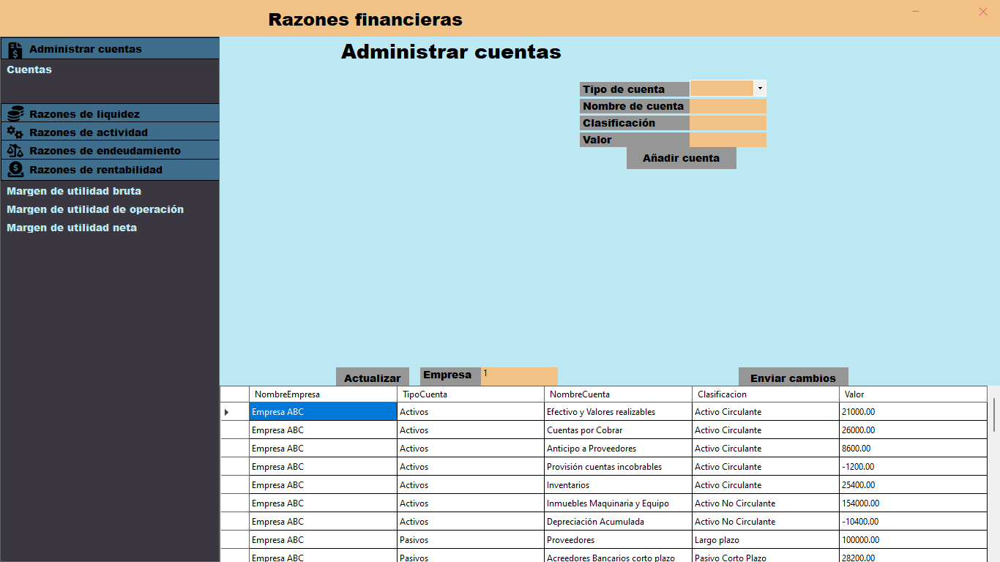 Razones financieras
Administrar cuentas
Cuentas
Razones de liquidez
Razones de actividad
Razones de endeudamiento
Razones de rentabilidad
Margen de utilidad bruta
Margen de utilidad de operación
Margen de utilidad neta
Administrar cuentas
Tipo de cuenta
Nombre de cuenta
Clasificación
Valor
Añadir cuenta
Actualizar Empresa 1 Enviar cambios
NombreEmpresa TipoCuenta NombreCuenta Clasificacion Valor
Empresa ABC Activos Efectivo y Valores realizables Activo Circulante 21000.00
Empresa ABC Activos Cuentas por Cobrar Activo Circulante 26000.00
Empresa ABC Activos Anticipo a Proveedores Activo Circulante 8600.00
Empresa ABC Activos Provisión cuentas incobrables Activo Circulante -1200.00
Empresa ABC Activos Inventarios Activo Circulante 25400.00
Empresa ABC Activos Inmuebles Maquinaria y Equipo Activo No Circulante 154000.00
Empresa ABC Activos Depreciación Acumulada Activo No Circulante -10400.00
Empresa ABC Pasivos Proveedores Largo plazo 100000.00
Empresa ABC Pasivos Acreedores Bancarios corto plazo Pasivo Corto Plazo 28200.00